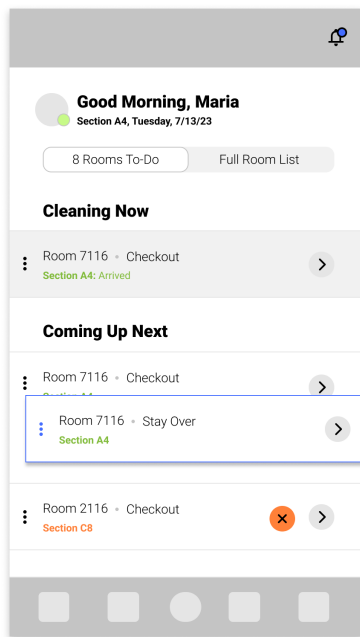 Good Morning, Maria
Section A4, Tuesday, 7/13/23
8 Rooms To-Do
Full Room List
Cleaning Now
Room 7116 • Checkout
Section A4: Arrived
Coming Up Next
Room 7116 • Checkout
Room 7116 • Stay Over
Section A4
Room 2116 • Checkout
Section C8